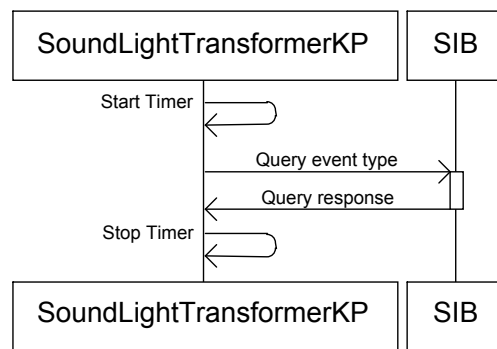 SoundLightTransformerKP
SIB
Start Timer
Query event type
Query response
Stop Timer
SoundLightTransformerKP
SIB